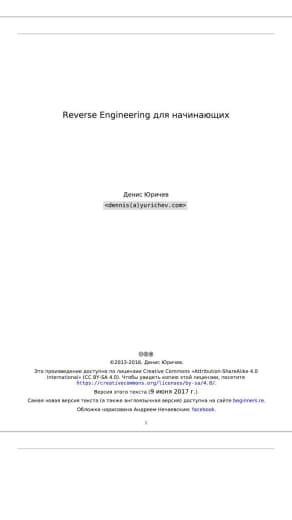 Reverse Engineering для начинающих
Денис Юричев
<dennis(a)yurichev.com>
©2013-2016, Денис Юричев.
Это произведение доступно по лицензии Creative Commons «Attribution-ShareAlike 4.0
International» (CC BY-SA 4.0). Чтобы увидеть копию этой лицензии, посетите
https://creativecommons.org/licenses/by-sa/4.0/.
Версия этого текста (9 июня 2017 г.).
Самая новая версия текста (а также англоязычная версия) доступна на сайте beginners.re.
Обложка нарисована Андреем Нечаевским: facebook.
i